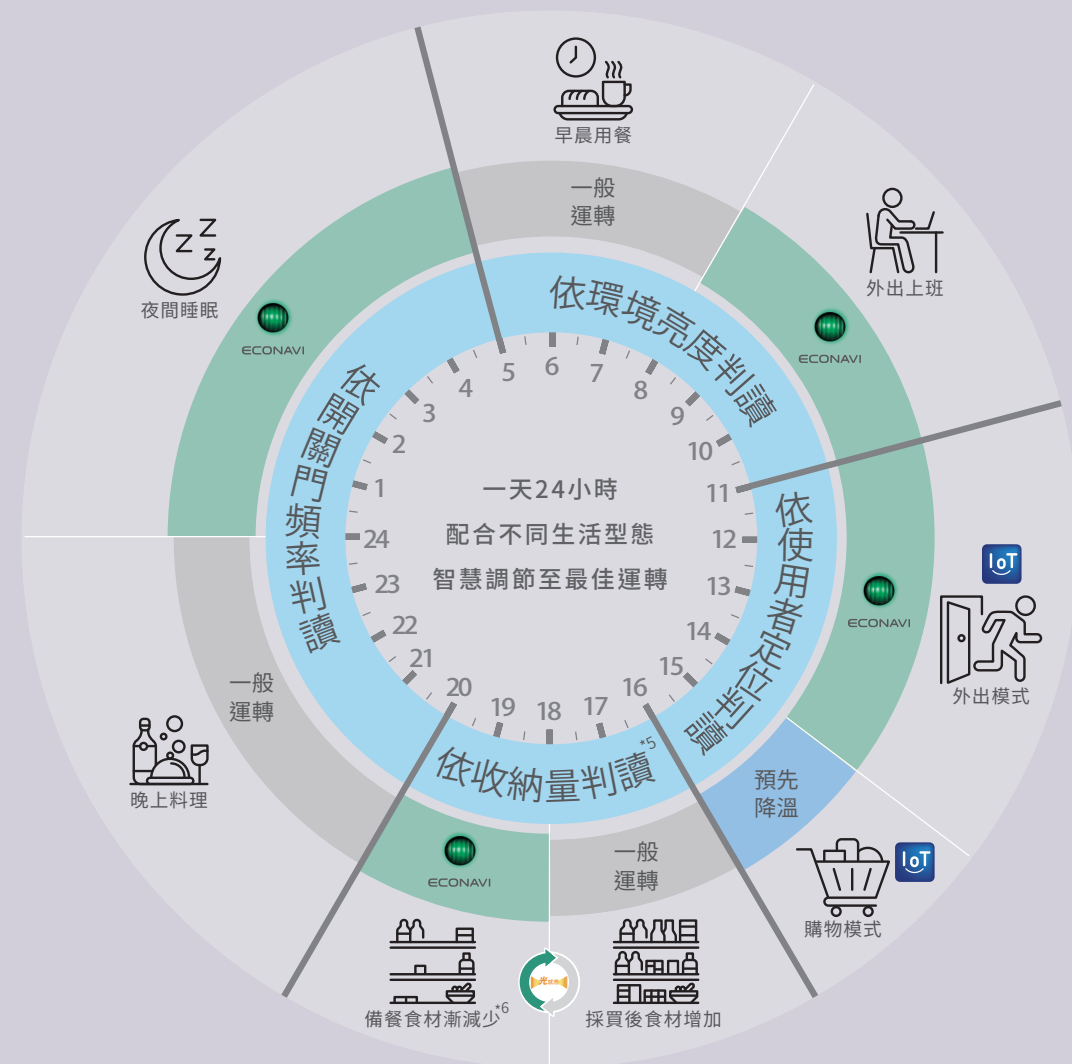 早晨用餐
一般
運轉
外出上班
ECONAVI
依環境亮度判讀
夜間睡眠
ZZZ
ECONAVI
依開關門頻率判讀
依使用者定位判讀
ECONAVI
IoT
外出模式
預先
降溫
IoT
購物模式
依收納量判讀*5
一般
運轉
採買後食材增加
ECONAVI
備餐食材漸減少*6
一般
運轉
晚上料理
1
2
3
4
5
6
7
8
9
10
11
12
13
14
15
16
17
18
19
20
21
22
23
24
一天24小時
配合不同生活型態
智慧調節至最佳運轉